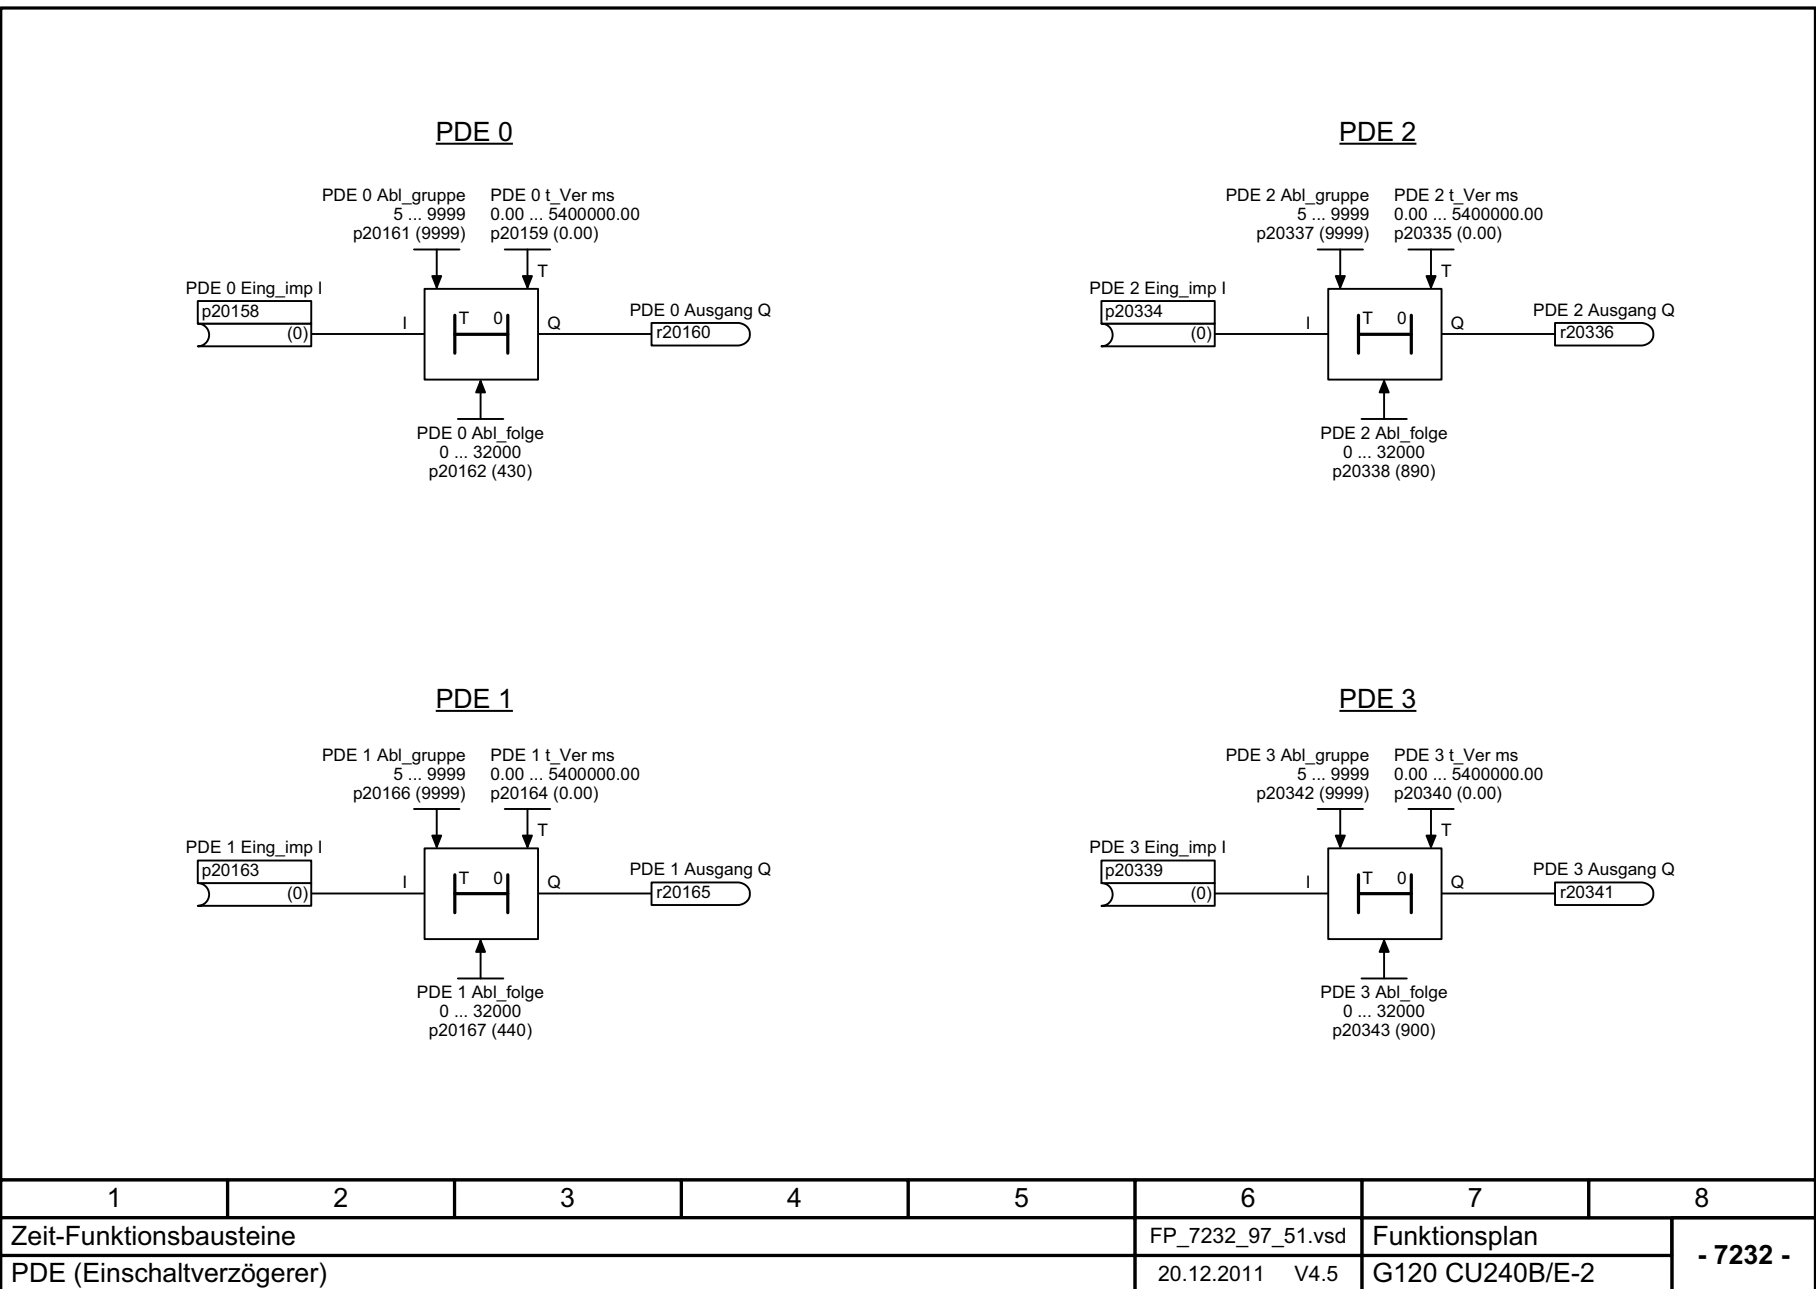 PDE 0
PDE 0 Abl_gruppe
5 ... 9999
p20161 (9999)
PDE 0 t_Ver ms
0.00 ... 5400000.00
p20159 (0.00)
T
PDE 0 Eing_imp I
p20158
(0)
I
T 0
Q
PDE 0 Ausgang Q
r20160
PDE 0 Abl_folge
0 ... 32000
p20162 (430)
PDE 2
PDE 2 Abl_gruppe
5 ... 9999
p20337 (9999)
PDE 2 t_Ver ms
0.00 ... 5400000.00
p20335 (0.00)
T
PDE 2 Eing_imp I
p20334
(0)
I
T 0
Q
PDE 2 Ausgang Q
r20336
PDE 2 Abl_folge
0 ... 32000
p20338 (890)
PDE 1
PDE 1 Abl_gruppe
5 ... 9999
p20166 (9999)
PDE 1 t_Ver ms
0.00 ... 5400000.00
p20164 (0.00)
T
PDE 1 Eing_imp I
p20163
(0)
I
T 0
Q
PDE 1 Ausgang Q
r20165
PDE 1 Abl_folge
0 ... 32000
p20167 (440)
PDE 3
PDE 3 Abl_gruppe
5 ... 9999
p20342 (9999)
PDE 3 t_Ver ms
0.00 ... 5400000.00
p20340 (0.00)
T
PDE 3 Eing_imp I
p20339
(0)
I
T 0
Q
PDE 3 Ausgang Q
r20341
PDE 3 Abl_folge
0 ... 32000
p20343 (900)
1 2 3 4 5 6 7 8
Zeit-Funktionsbausteine
FP_7232_97_51.vsd
Funktionsplan
- 7232 -
PDE (Einschaltverzögerer)
20.12.2011 V4.5
G120 CU240B/E-2